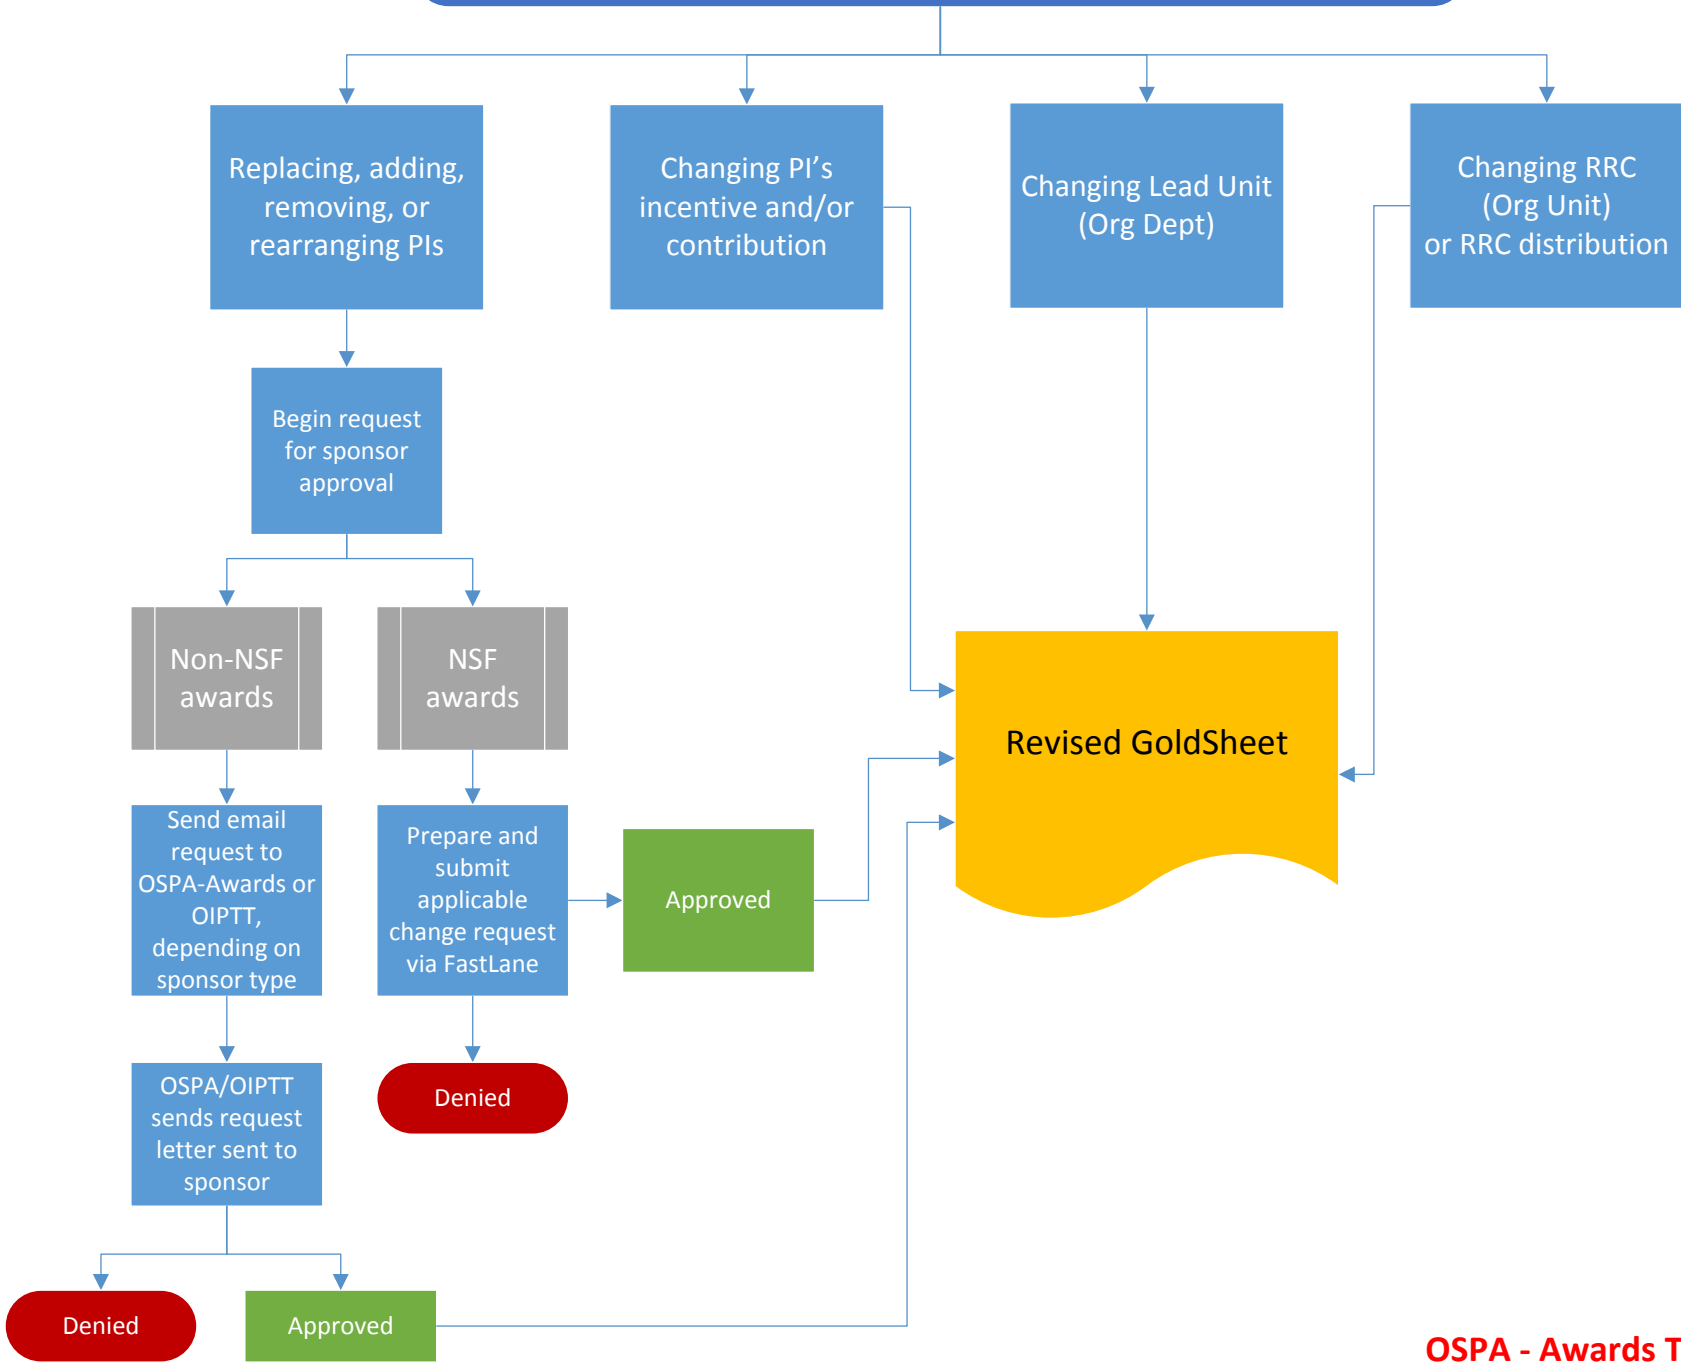 Replacing, adding,
removing, or
rearranging PIs
Changing PI’s
incentive and/or
contribution
Changing Lead Unit
(Org Dept)
Changing RRC
(Org Unit)
or RRC distribution
Begin request
for sponsor
approval
Non-NSF
awards
NSF
awards
Revised GoldSheet
Send email
request to
OSPA-Awards or
OIPTT,
depending on
sponsor type
Prepare and
submit
applicable
change request
via FastLane
Approved
OSPA/OIPTT
sends request
letter sent to
sponsor
Denied
Denied
Approved
OSPA - Awards T